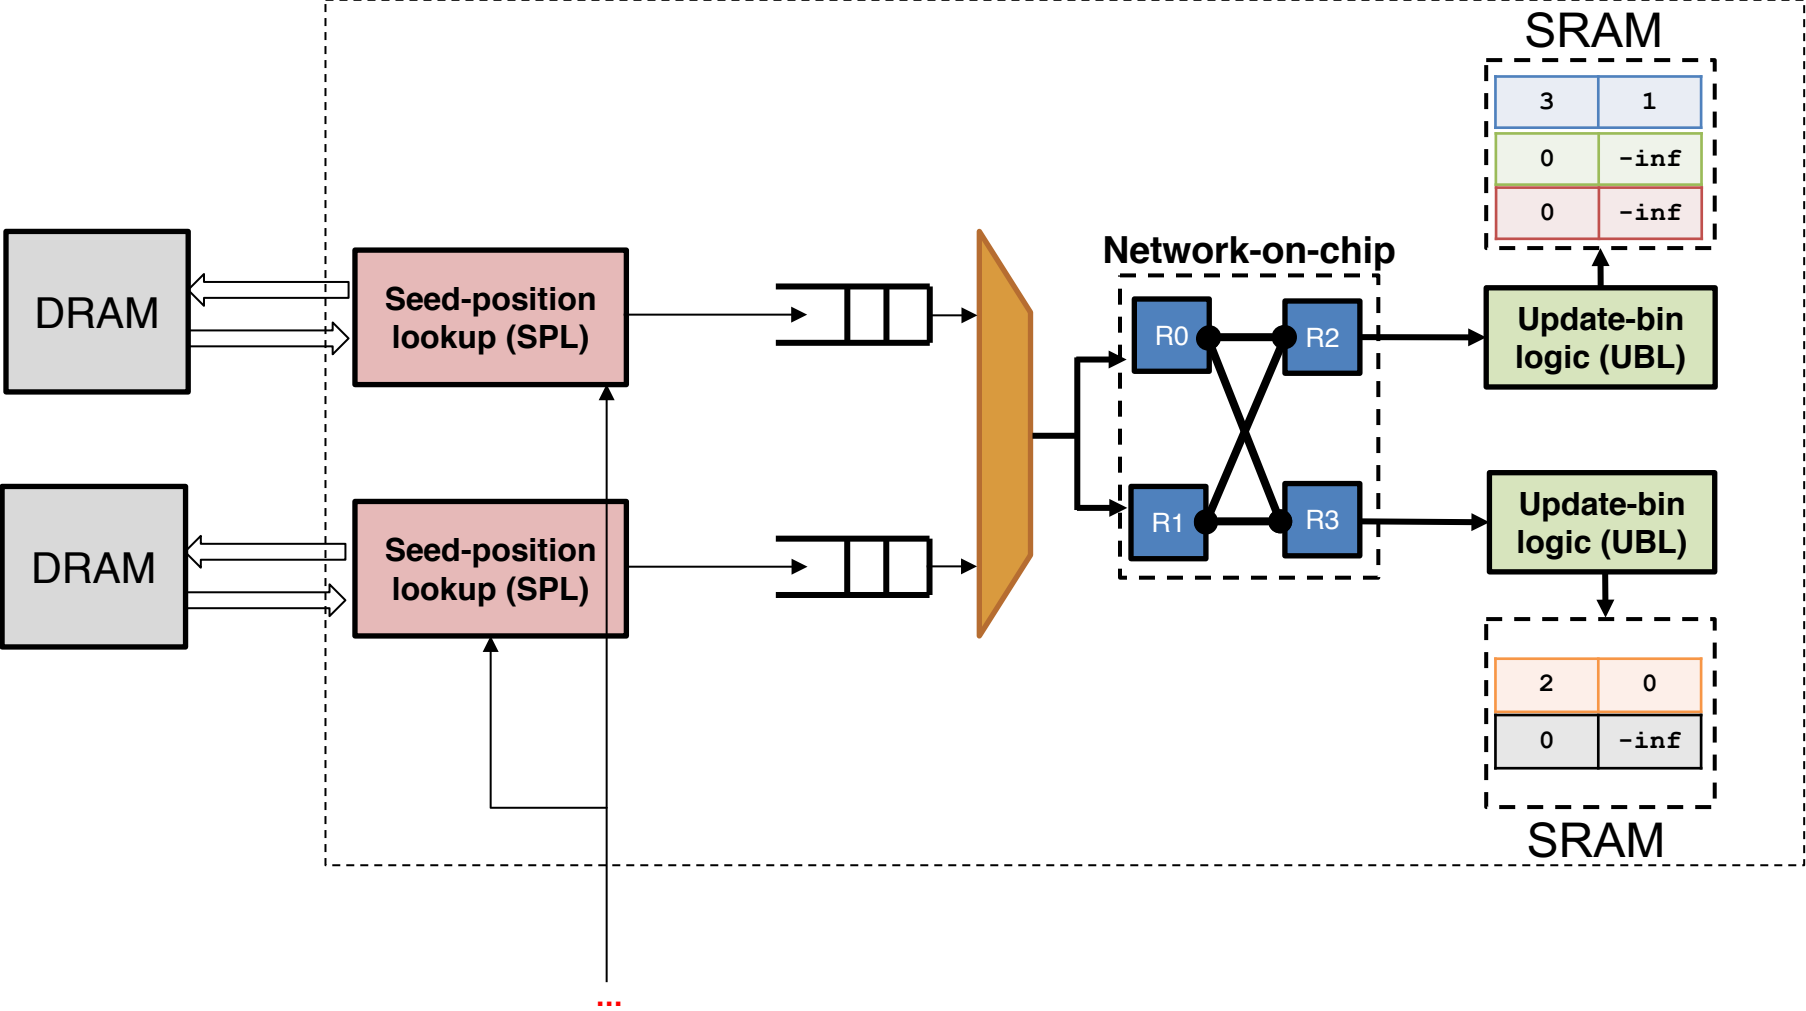 SRAM
3 1
0 -inf
0 -inf
Network-on-chip
DRAM
Seed-position
lookup (SPL)
R0
R2
Update-bin
logic (UBL)
DRAM
Seed-position
lookup (SPL)
R1
R3
Update-bin
logic (UBL)
2 0
0 -inf
SRAM
...